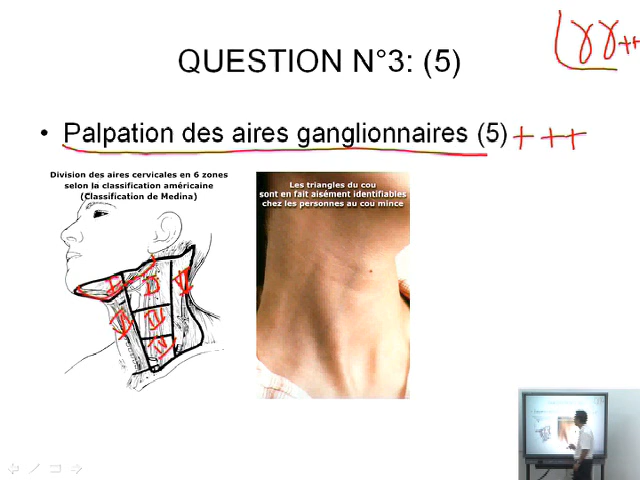 QUESTION N°3: (5)
• Palpation des aires ganglionnaires (5) + ++
Division des aires cervicales en 6 zones
selon la classification américaine
(Classification de Medina)
Les triangles du cou
sont en fait aisément identifiables
chez les personnes au cou mince